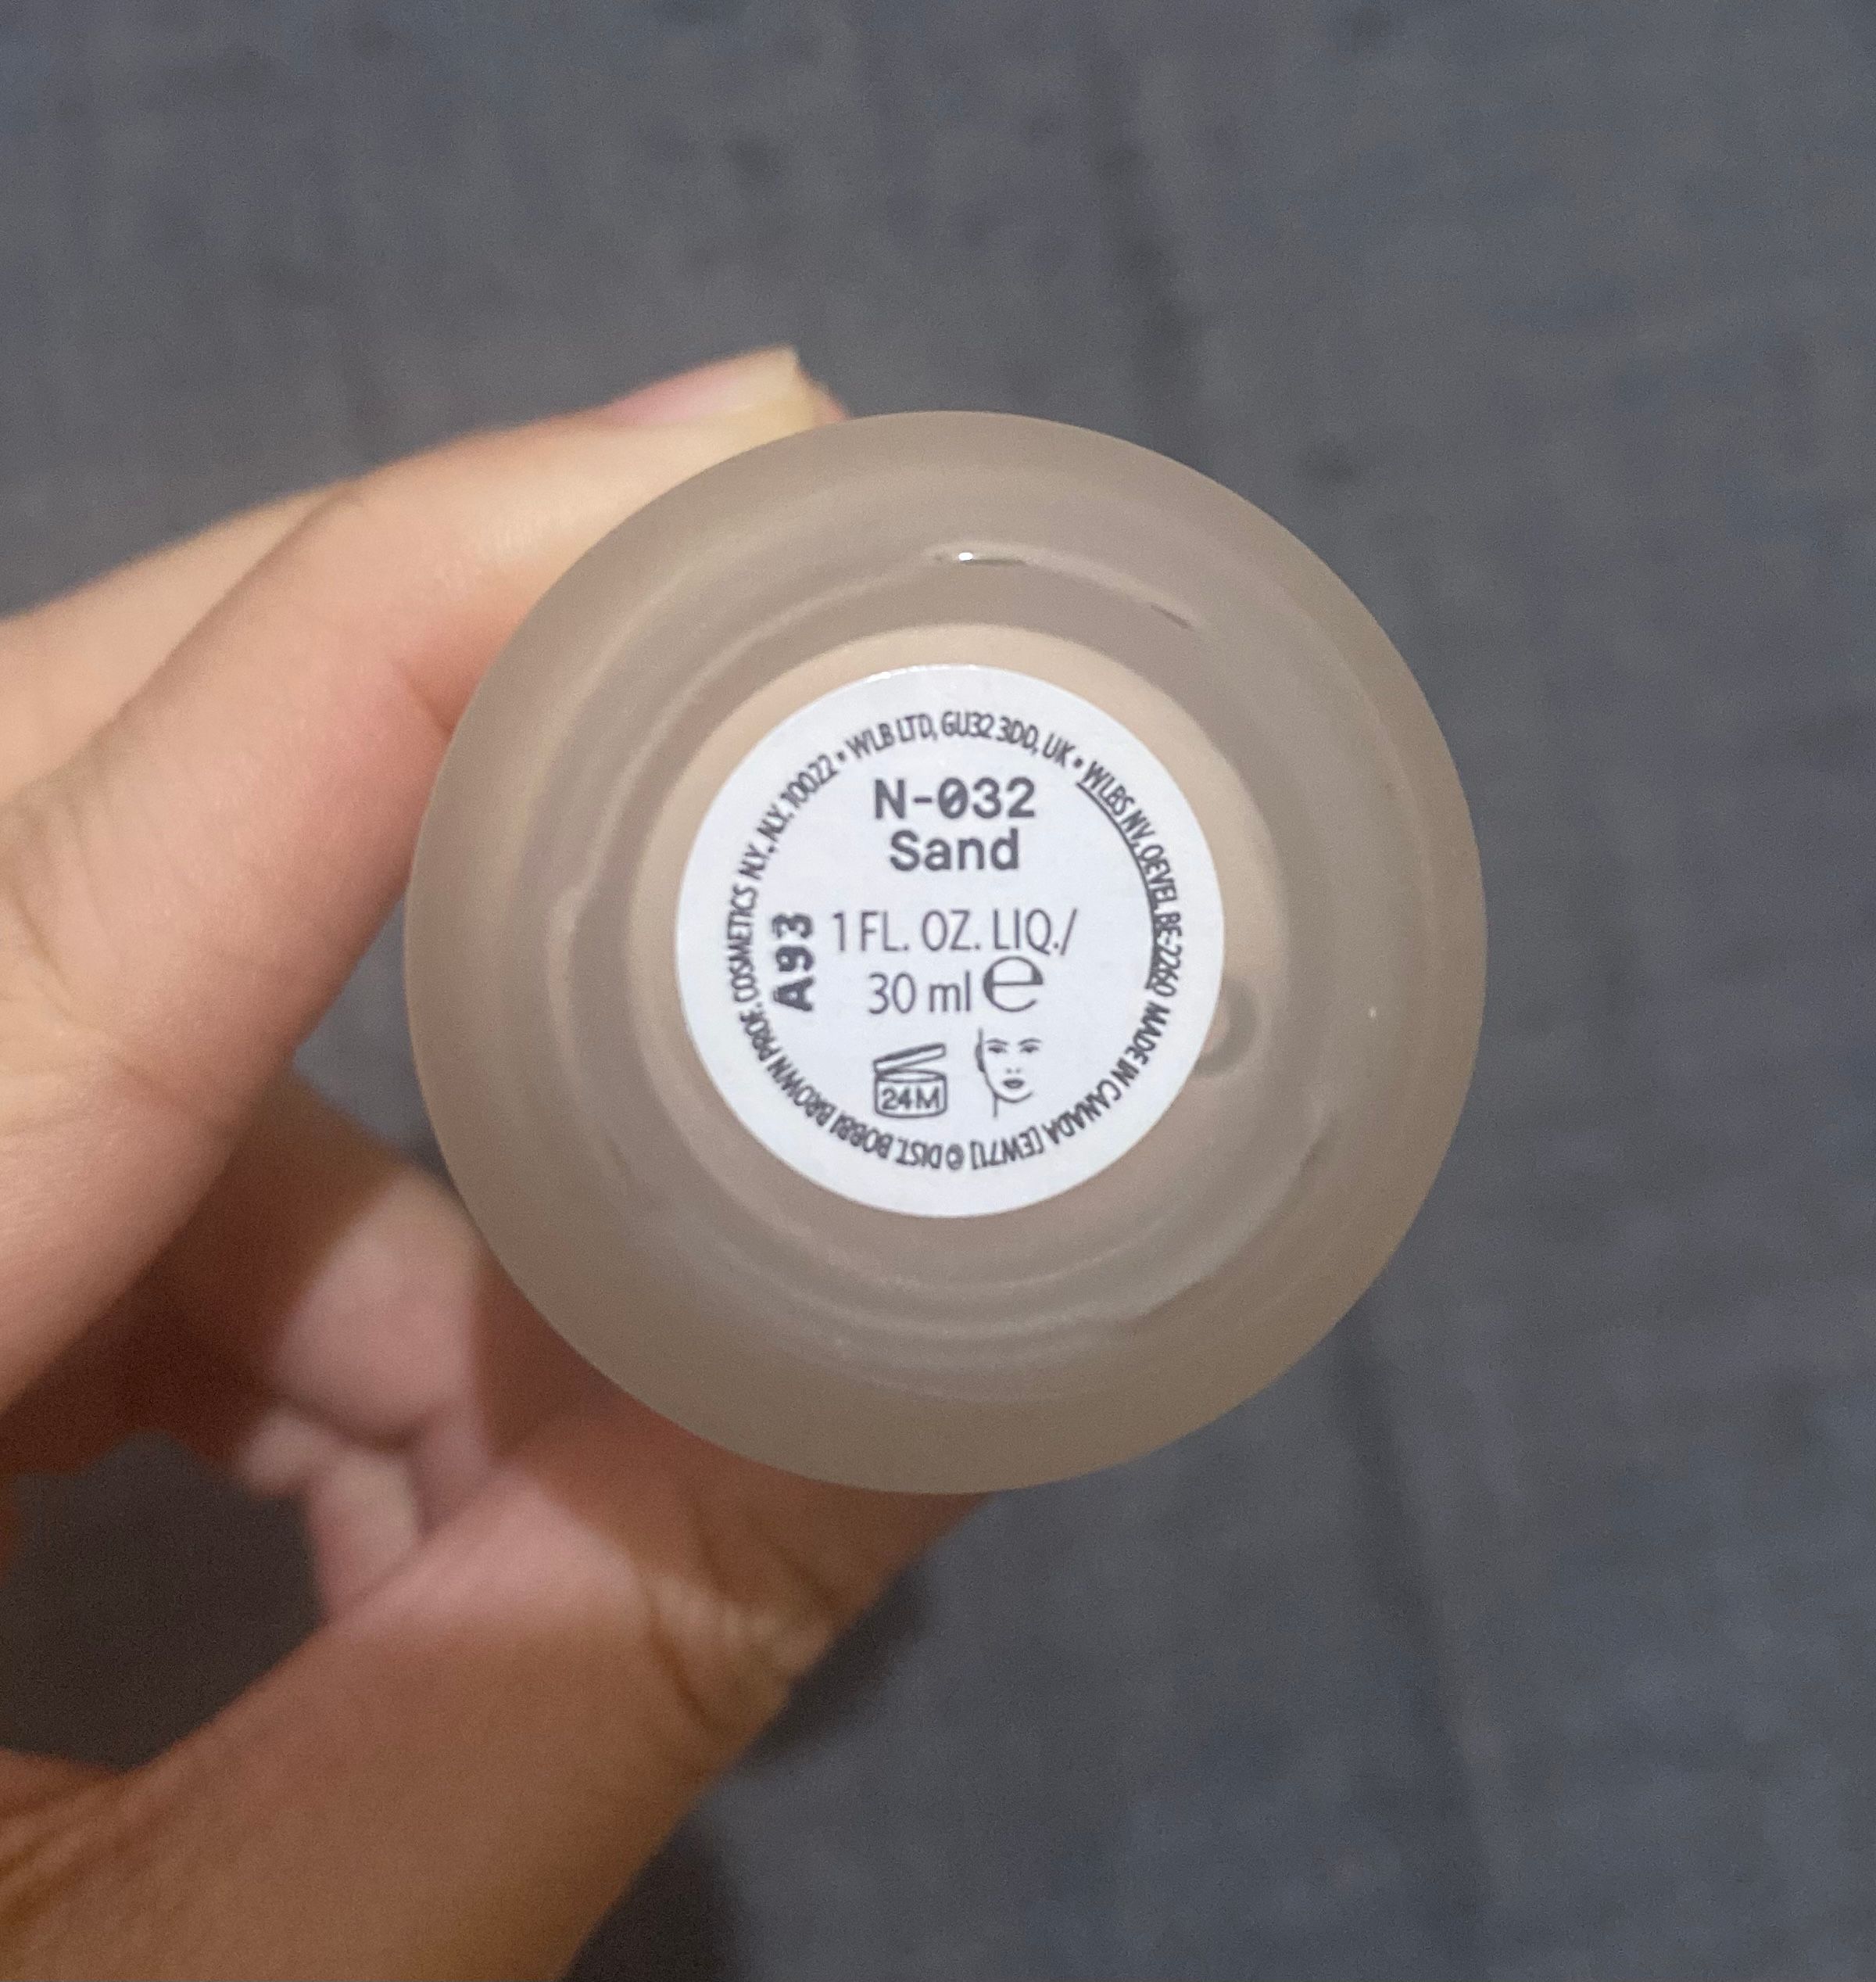 N-032
Sand
1 FL. OZ. LIQ./
30 ml e
A93
24M
DIST. BOBBI BROWN PROF. COSMETICS N.Y., N.Y. 10022 • WLB LTD, GU32 3DD, UK • WLBS NV, OEVEL BE-2260 MADE IN CANADA [EW71] ©